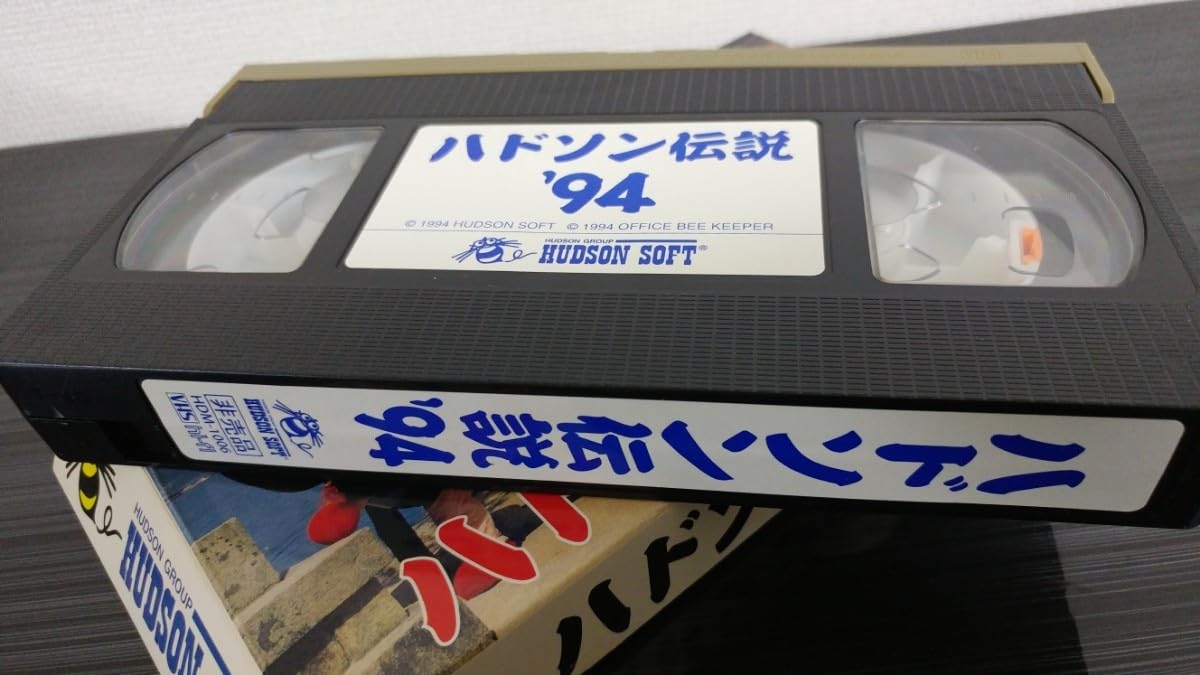 ハドソン伝説
'94
© 1994 HUDSON SOFT © 1994 OFFICE BEE KEEPER
HUDSON GROUP
HUDSON SOFT®
ハドソン伝説 '94
HUDSON SOFT
非売品
HDM-1006
VHS
HUDSON GROUP
HUDSON
ハドソ